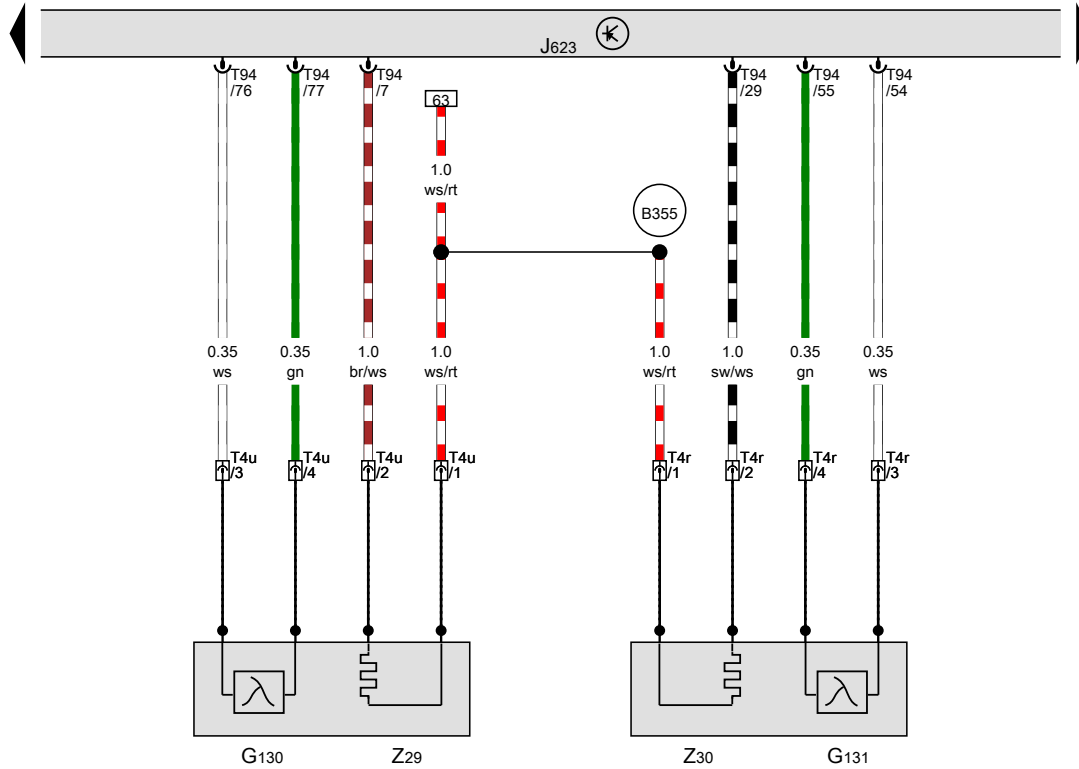 J623
T94 T94 T94 T94 T94 T94
/76 /77 /7 /29 /55 /54
63
1.0
ws/rt
B355
0.35 0.35 1.0 1.0 1.0 1.0 0.35 0.35
ws gn br/ws ws/rt ws/rt sw/ws gn ws
T4u T4u T4u T4u T4r T4r T4r T4r
/3 /4 /2 /1 /1 /2 /4 /3
G130 Z29 Z30 G131